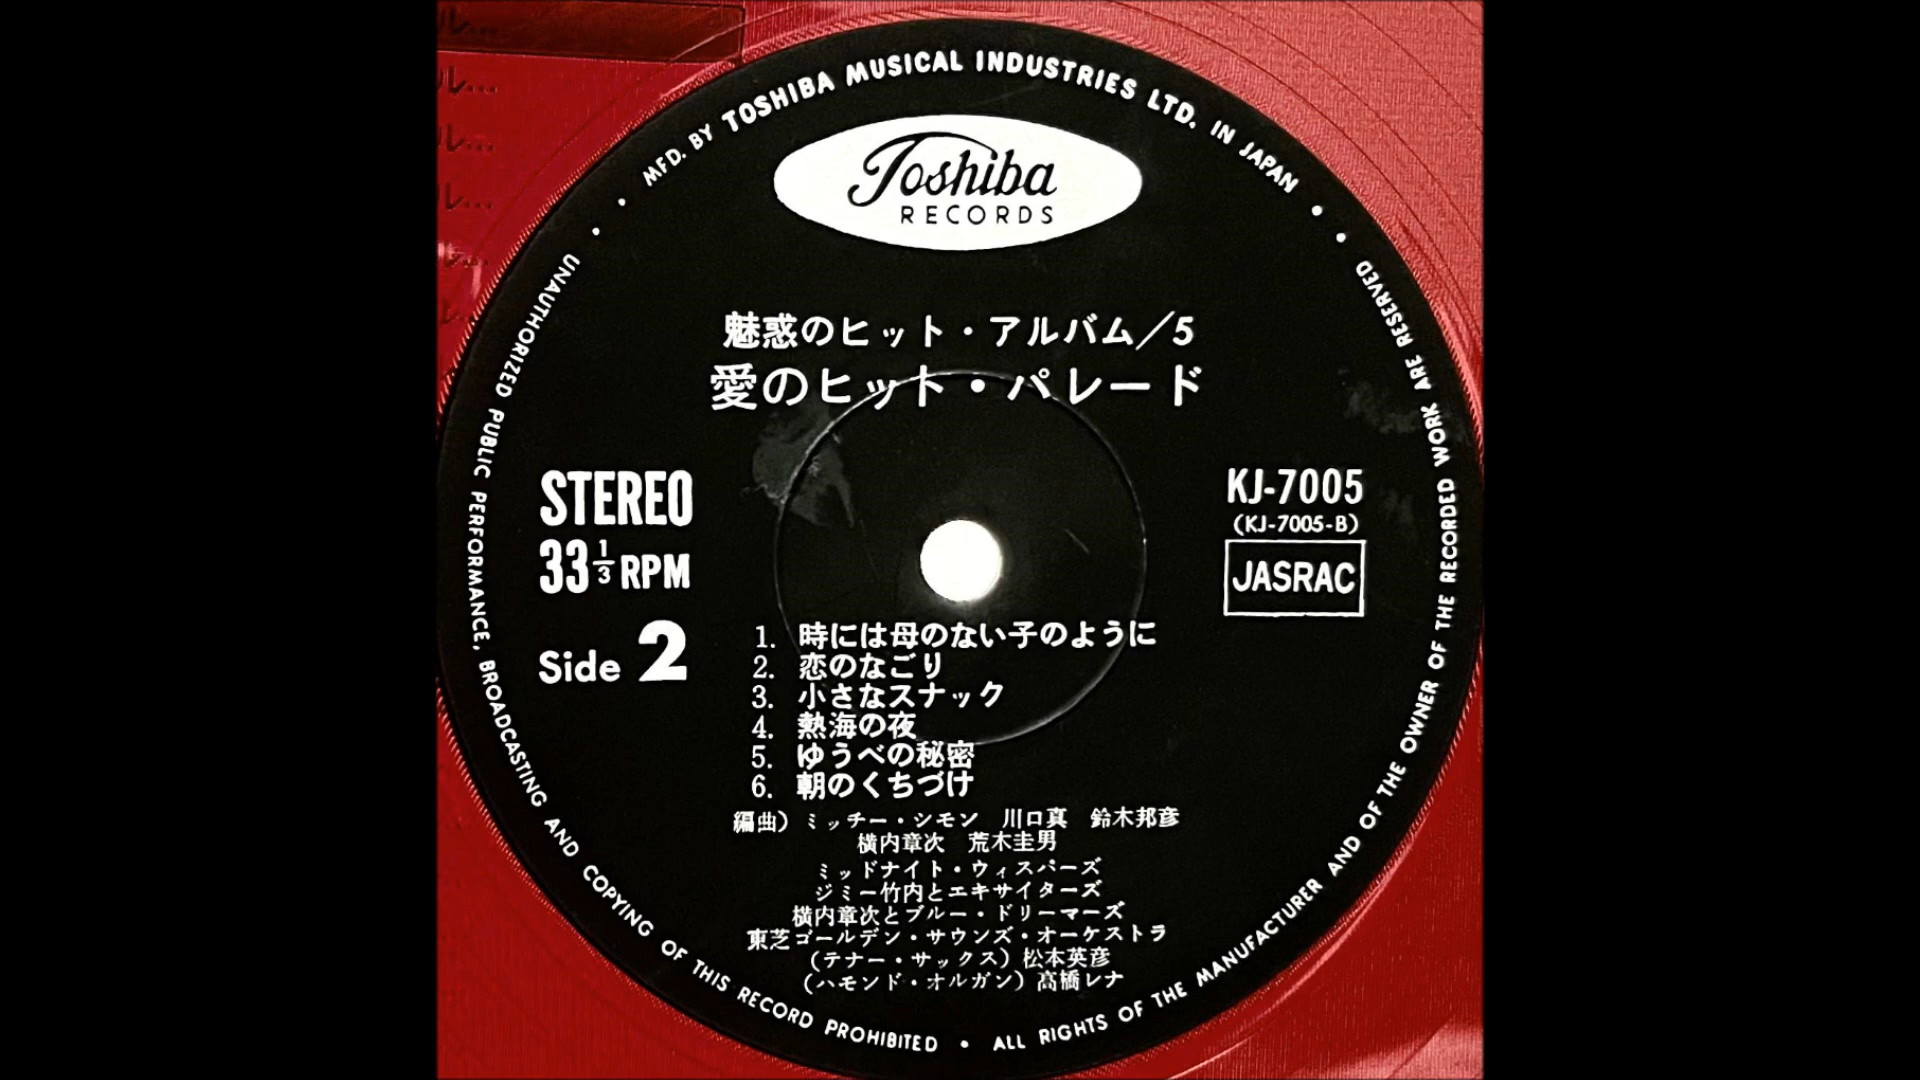 MFD. BY TOSHIBA MUSICAL INDUSTRIES LTD. IN JAPAN
Toshiba
RECORDS
魅惑のヒット・アルバム/5
愛のヒット・パレード
STEREO
33 1/3 RPM
Side 2
KJ-7005
(KJ-7005-B)
JASRAC
1. 時には母のない子のように
2. 恋のなごり
3. 小さなスナック
4. 熱海の夜
5. ゆうべの秘密
6. 朝のくちづけ
編曲) ミッチー・シモン 川口真 鈴木邦彦
横内章次 荒木圭男
ミッドナイト・ウィスパーズ
ジミー竹内とエキサイターズ
横内章次とブルー・ドリーマーズ
東芝ゴールデン・サウンズ・オーケストラ
(テナー・サックス) 松本英彦
(ハモンド・オルガン) 高橋レナ
UNAUTHORIZED PUBLIC PERFORMANCE, BROADCASTING AND COPYING OF THIS RECORD PROHIBITED • ALL RIGHTS OF THE MANUFACTURER AND OF THE OWNER OF THE RECORDED WORK ARE RESERVED